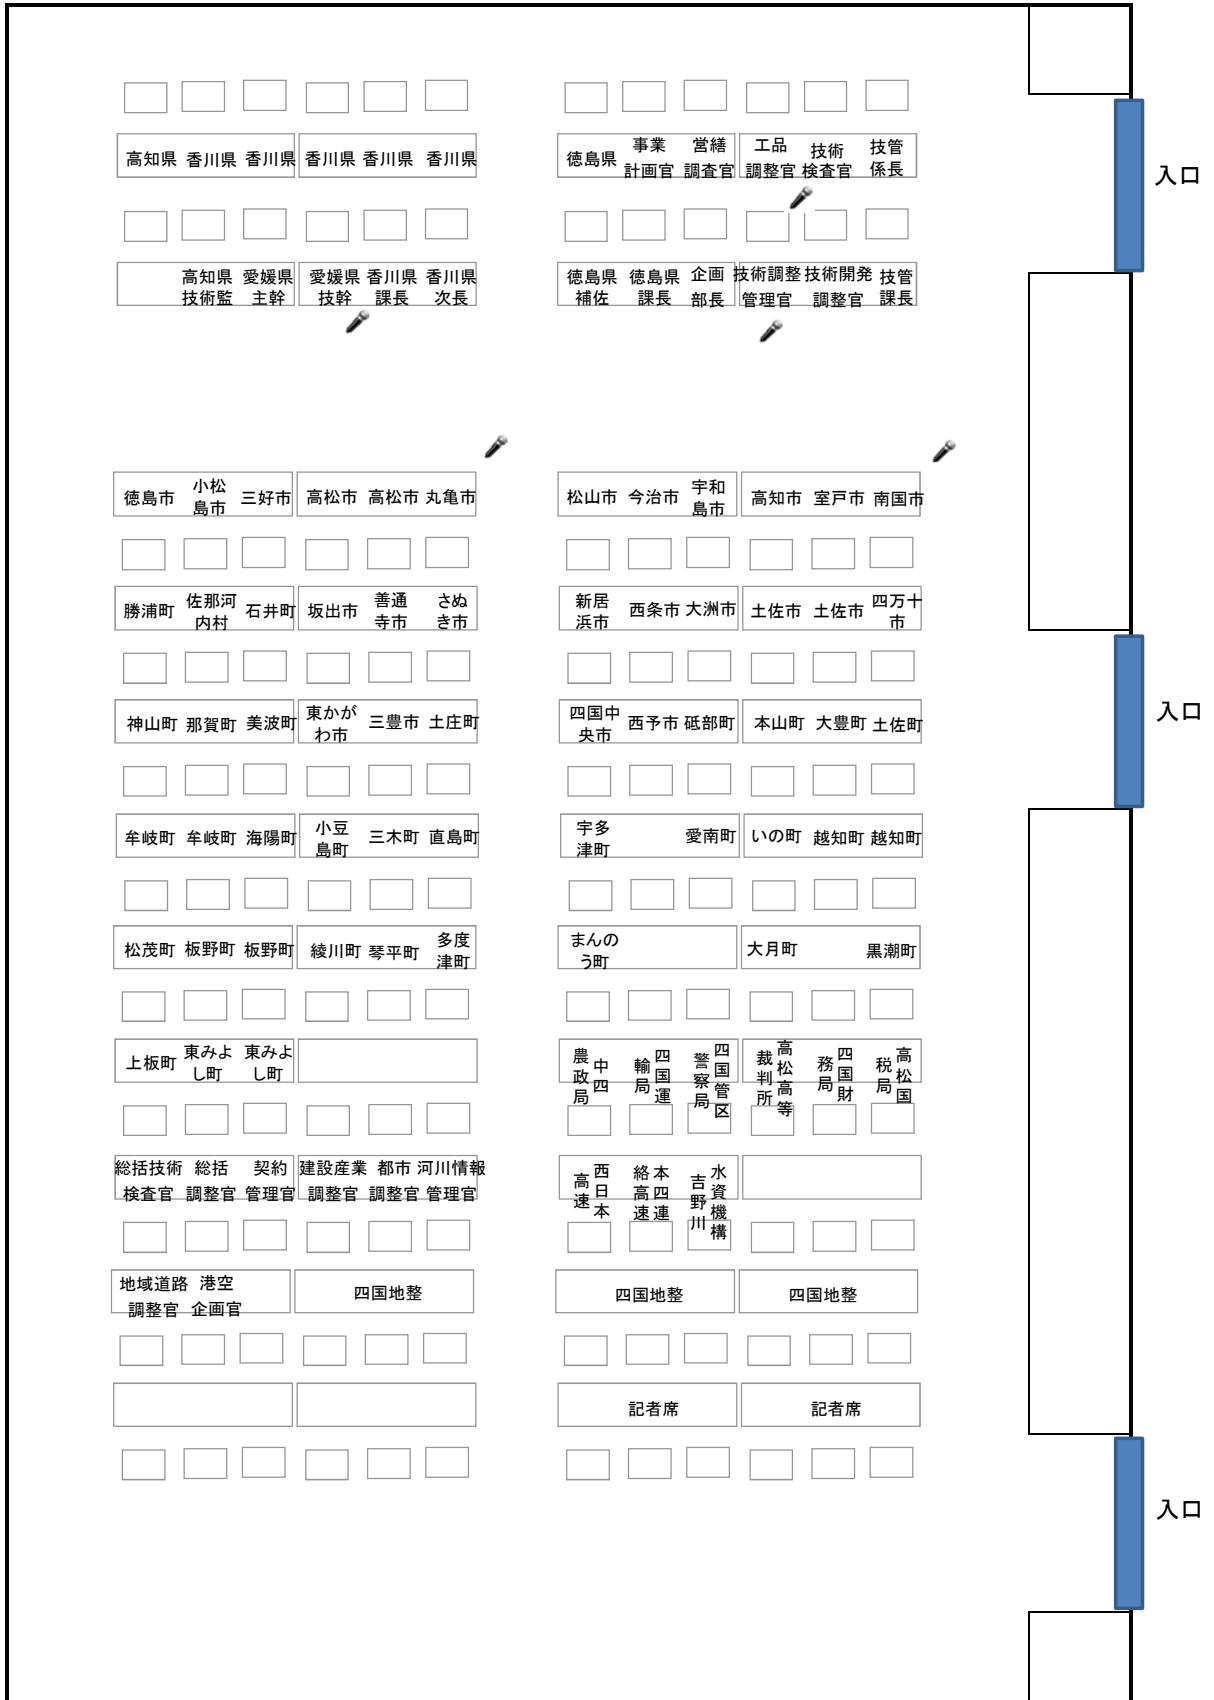 高知県 香川県 香川県 香川県 香川県 香川県
徳島県 事業計画官 営繕調査官 工品調整官 技術検査官 技管係長
入口
高知県技術監 愛媛県主幹 愛媛県技幹 香川県課長 香川県次長
徳島県補佐 徳島県課長 企画部長 技術調整管理官 技術開発調整官 技管課長
徳島市 小松島市 三好市 高松市 高松市 丸亀市
松山市 今治市 宇和島市 高知市 室戸市 南国市
勝浦町 佐那河内村 石井町 坂出市 善通寺市 さぬき市
新居浜市 西条市 大洲市 土佐市 土佐市 四万十市
神山町 那賀町 美波町 東かがわ市 三豊市 土庄町
四国中央市 西予市 砥部町 本山町 大豊町 土佐町
入口
牟岐町 牟岐町 海陽町 小豆島町 三木町 直島町
宇多津町 愛南町 いの町 越知町 越知町
松茂町 板野町 板野町 綾川町 琴平町 多度津町
まんのう町 大月町 黒潮町
上板町 東みよし町 東みよし町
中四農政局 四国運輸局 四国管区警察局 高松高等裁判所 四国財務局 高松国税局
総括技術検査官 総括調整官 契約管理官 建設産業調整官 都市調整官 河川情報管理官
西日本高速 本四連絡高速 水資機構吉野川
地域道路調整官 港空企画官 四国地整
四国地整 四国地整
記者席 記者席
入口